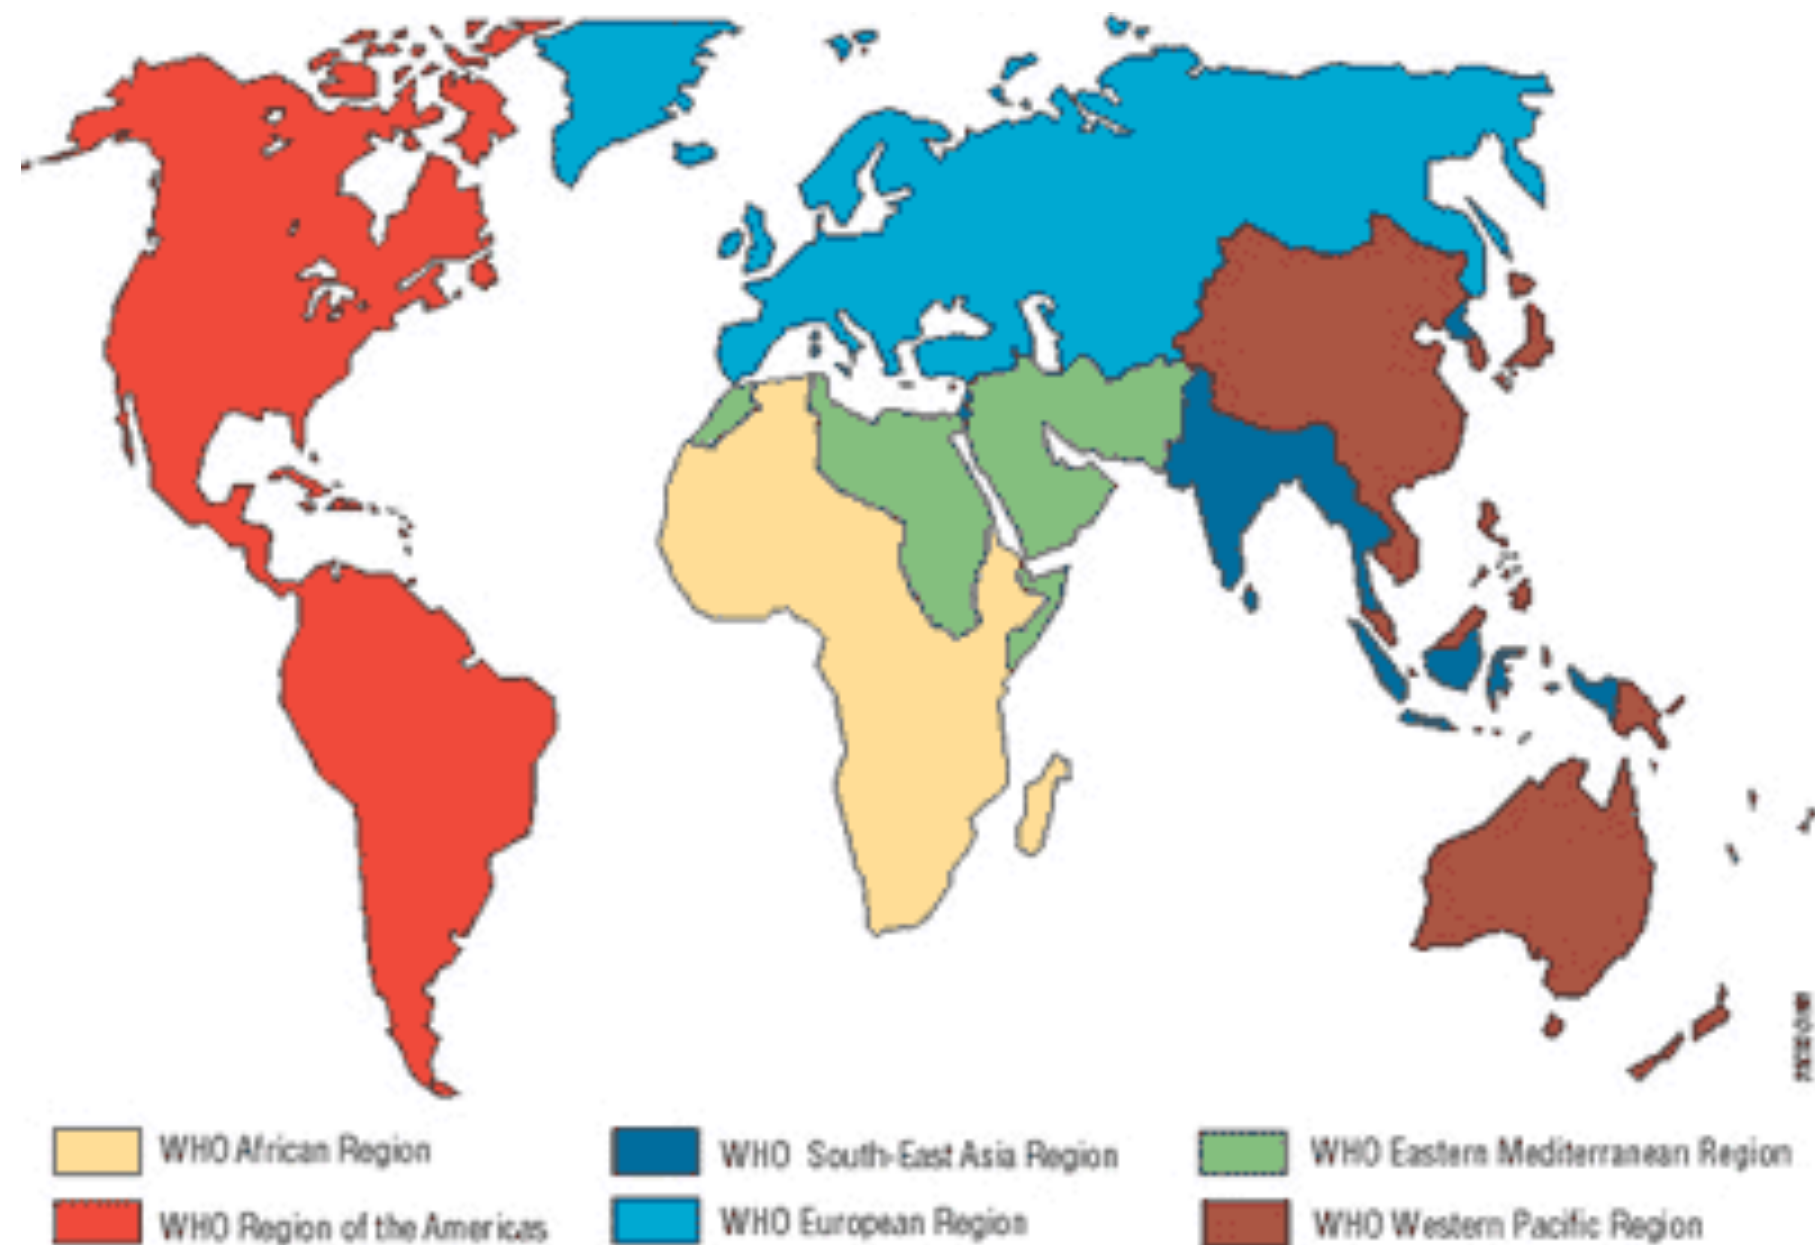 WHO African Region
WHO South-East Asia Region
WHO Eastern Mediterranean Region
WHO Region of the Americas
WHO European Region
WHO Western Pacific Region